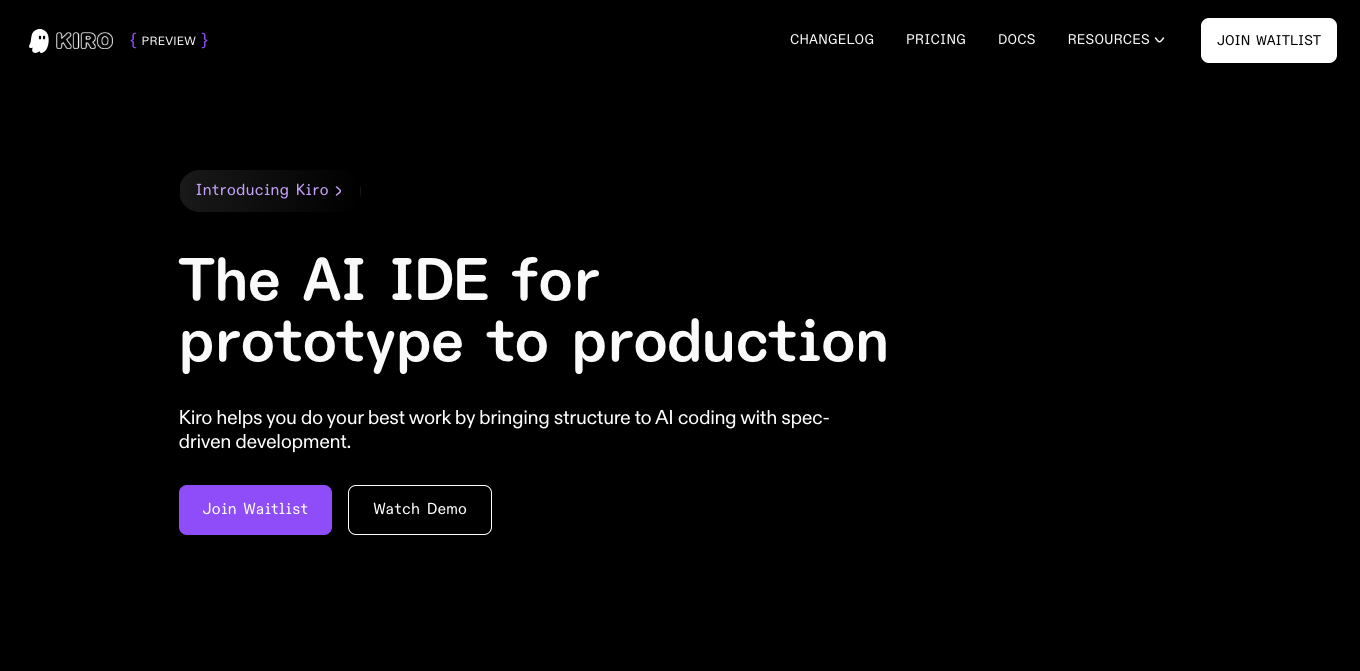 KIRO { PREVIEW } CHANGELOG PRICING DOCS RESOURCES JOIN WAITLIST
Introducing Kiro
The AI IDE for
prototype to production
Kiro helps you do your best work by bringing structure to AI coding with spec-
driven development.
Join Waitlist Watch Demo